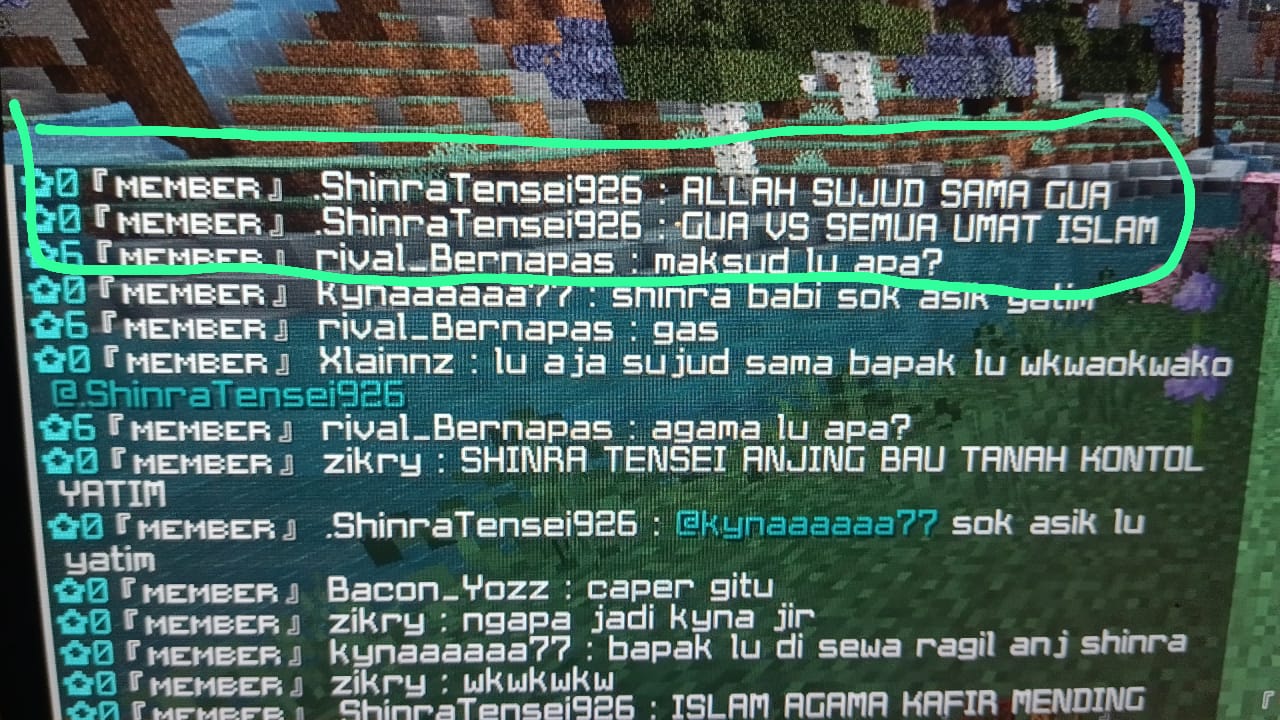 0『MEMBER』 .ShinraTensei926 : ALLAH SUJUD SAMA GUA
0『MEMBER』 .ShinraTensei926 : GUA VS SEMUA UMAT ISLAM
6『MEMBER』 rival_Bernapas : maksud lu apa?
0『MEMBER』 kynaaaaaa77 : shinra babi sok asik yatim
6『MEMBER』 rival_Bernapas : gas
0『MEMBER』 Xlainnz : lu aja sujud sama bapak lu wkwaokwako
@.ShinraTensei926
6『MEMBER』 rival_Bernapas : agama lu apa?
0『MEMBER』 zikry : SHINRA TENSEI ANJING BAU TANAH KONTOL
YATIM
0『MEMBER』 .ShinraTensei926 : @kynaaaaaa77 sok asik lu
yatim
0『MEMBER』 Bacon_Yozz : caper gitu
0『MEMBER』 zikry : ngapa jadi kyna jir
0『MEMBER』 kynaaaaaa77 : bapak lu di sewa ragil anj shinra
0『MEMBER』 zikry : wkwkwkw
0『MEMBER』 .ShinraTensei926 : ISLAM AGAMA KAFIR MENDING